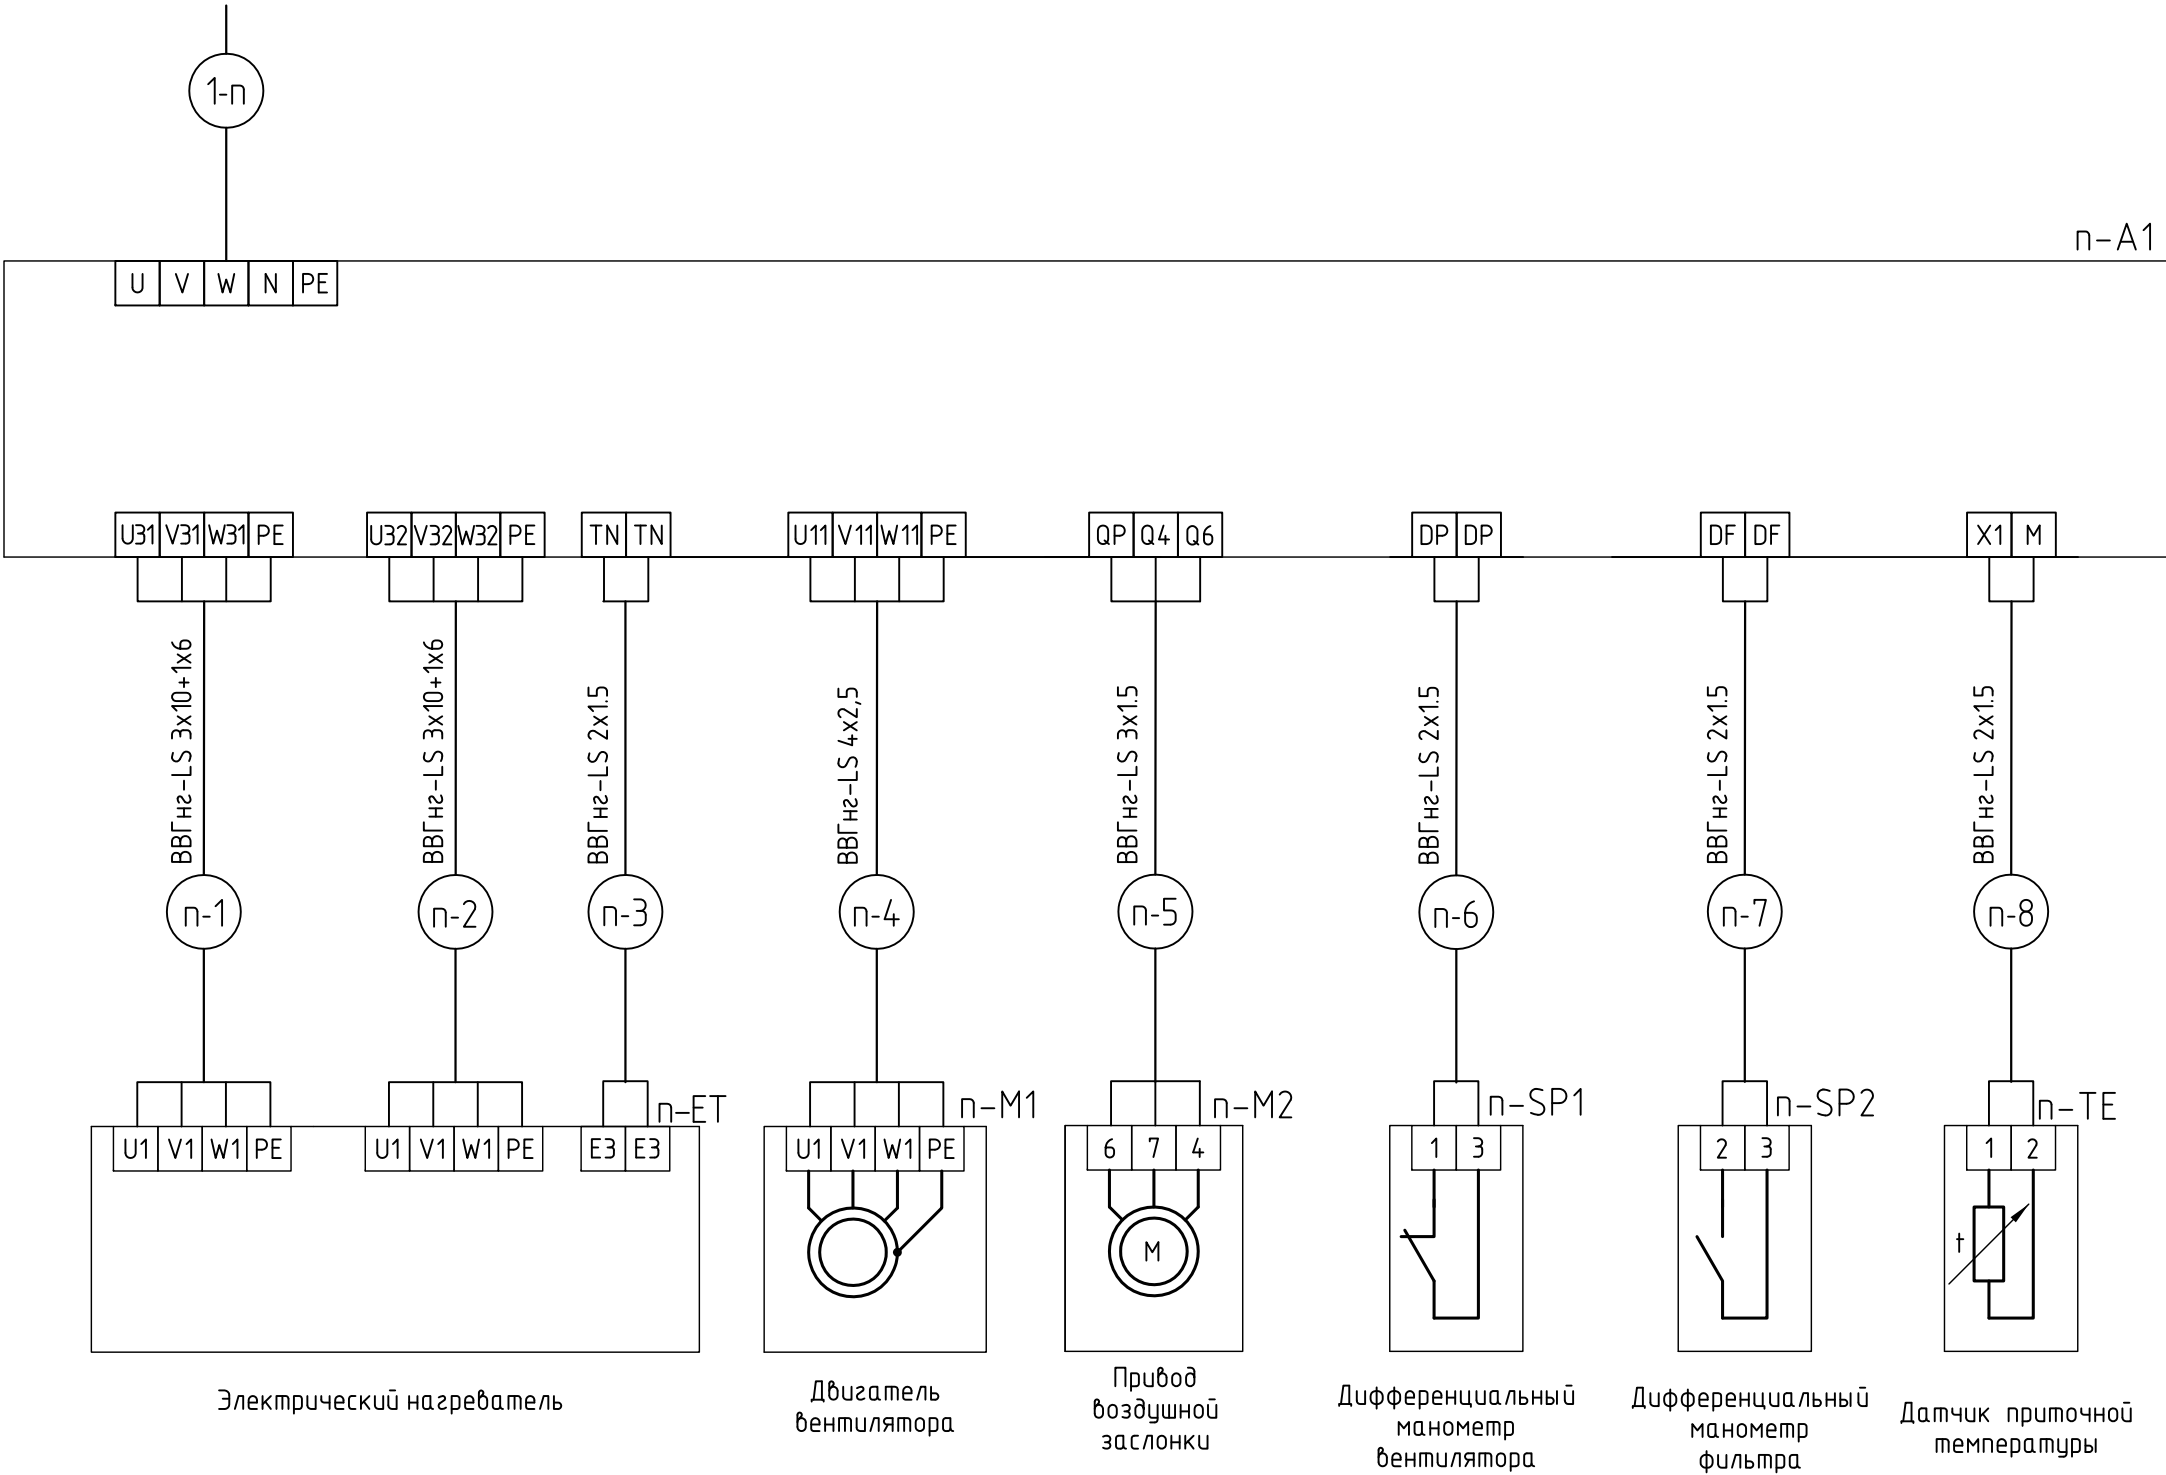 1-п
п-А1
U V W N PE
U31 V31 W31 PE U32 V32 W32 PE TN TN U11 V11 W11 PE QP Q4 Q6 DP DP DF DF X1 M
ВВГнг-LS 3x10+1x6
ВВГнг-LS 3x10+1x6
ВВГнг-LS 2x1.5
ВВГнг-LS 4x2,5
ВВГнг-LS 3x1.5
ВВГнг-LS 2x1.5
ВВГнг-LS 2x1.5
ВВГнг-LS 2x1.5
п-1 п-2 п-3 п-4 п-5 п-6 п-7 п-8
п-ET п-M1 п-M2 п-SP1 п-SP2 п-TE
U1 V1 W1 PE U1 V1 W1 PE E3 E3 U1 V1 W1 PE 6 7 4 1 3 2 3 1 2
M
t
Электрический нагреватель
Двигатель
вентилятора
Привод
воздушной
заслонки
Дифференциальный
манометр
вентилятора
Дифференциальный
манометр
фильтра
Датчик приточной
температуры